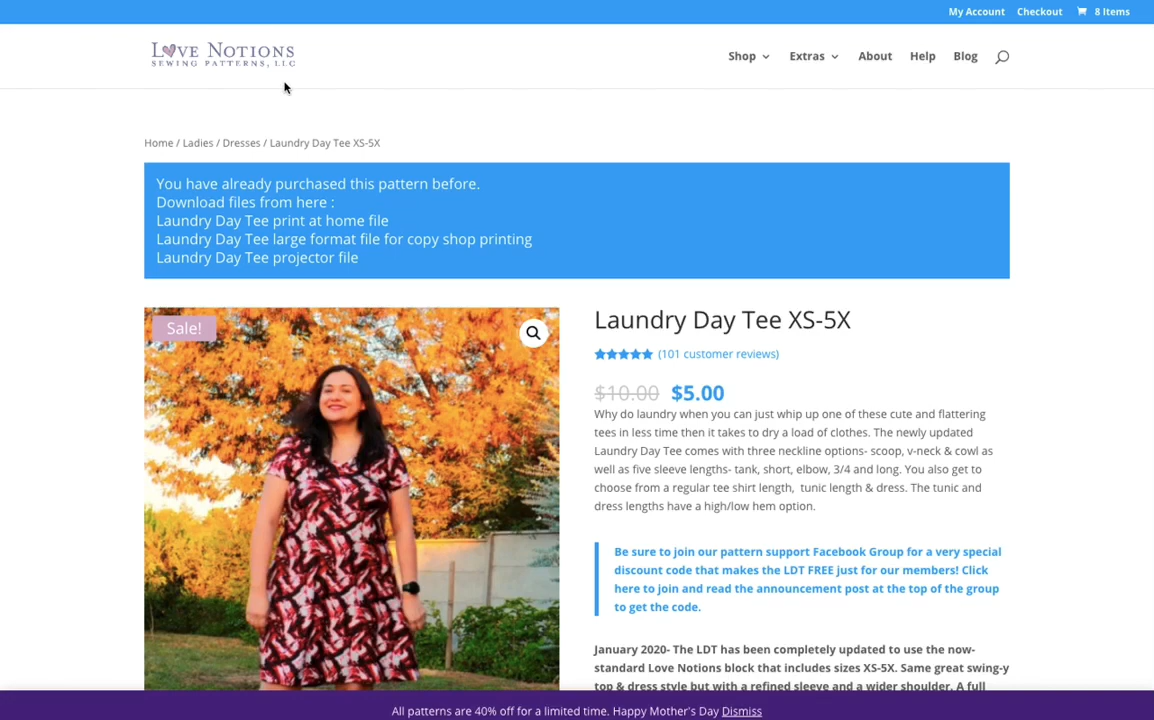 My Account Checkout 8 Items
LOVE NOTIONS
SEWING PATTERNS, LLC
Shop Extras About Help Blog
Home / Ladies / Dresses / Laundry Day Tee XS-5X
You have already purchased this pattern before.
Download files from here :
Laundry Day Tee print at home file
Laundry Day Tee large format file for copy shop printing
Laundry Day Tee projector file
Sale!
Laundry Day Tee XS-5X
(101 customer reviews)
$10.00 $5.00
Why do laundry when you can just whip up one of these cute and flattering
tees in less time then it takes to dry a load of clothes. The newly updated
Laundry Day Tee comes with three neckline options- scoop, v-neck & cowl as
well as five sleeve lengths- tank, short, elbow, 3/4 and long. You also get to
choose from a regular tee shirt length, tunic length & dress. The tunic and
dress lengths have a high/low hem option.
Be sure to join our pattern support Facebook Group for a very special
discount code that makes the LDT FREE just for our members! Click
here to join and read the announcement post at the top of the group
to get the code.
January 2020- The LDT has been completely updated to use the now-
standard Love Notions block that includes sizes XS-5X. Same great swing-y
top & dress style but with a refined sleeve and a wider shoulder. A full
All patterns are 40% off for a limited time. Happy Mother's Day Dismiss